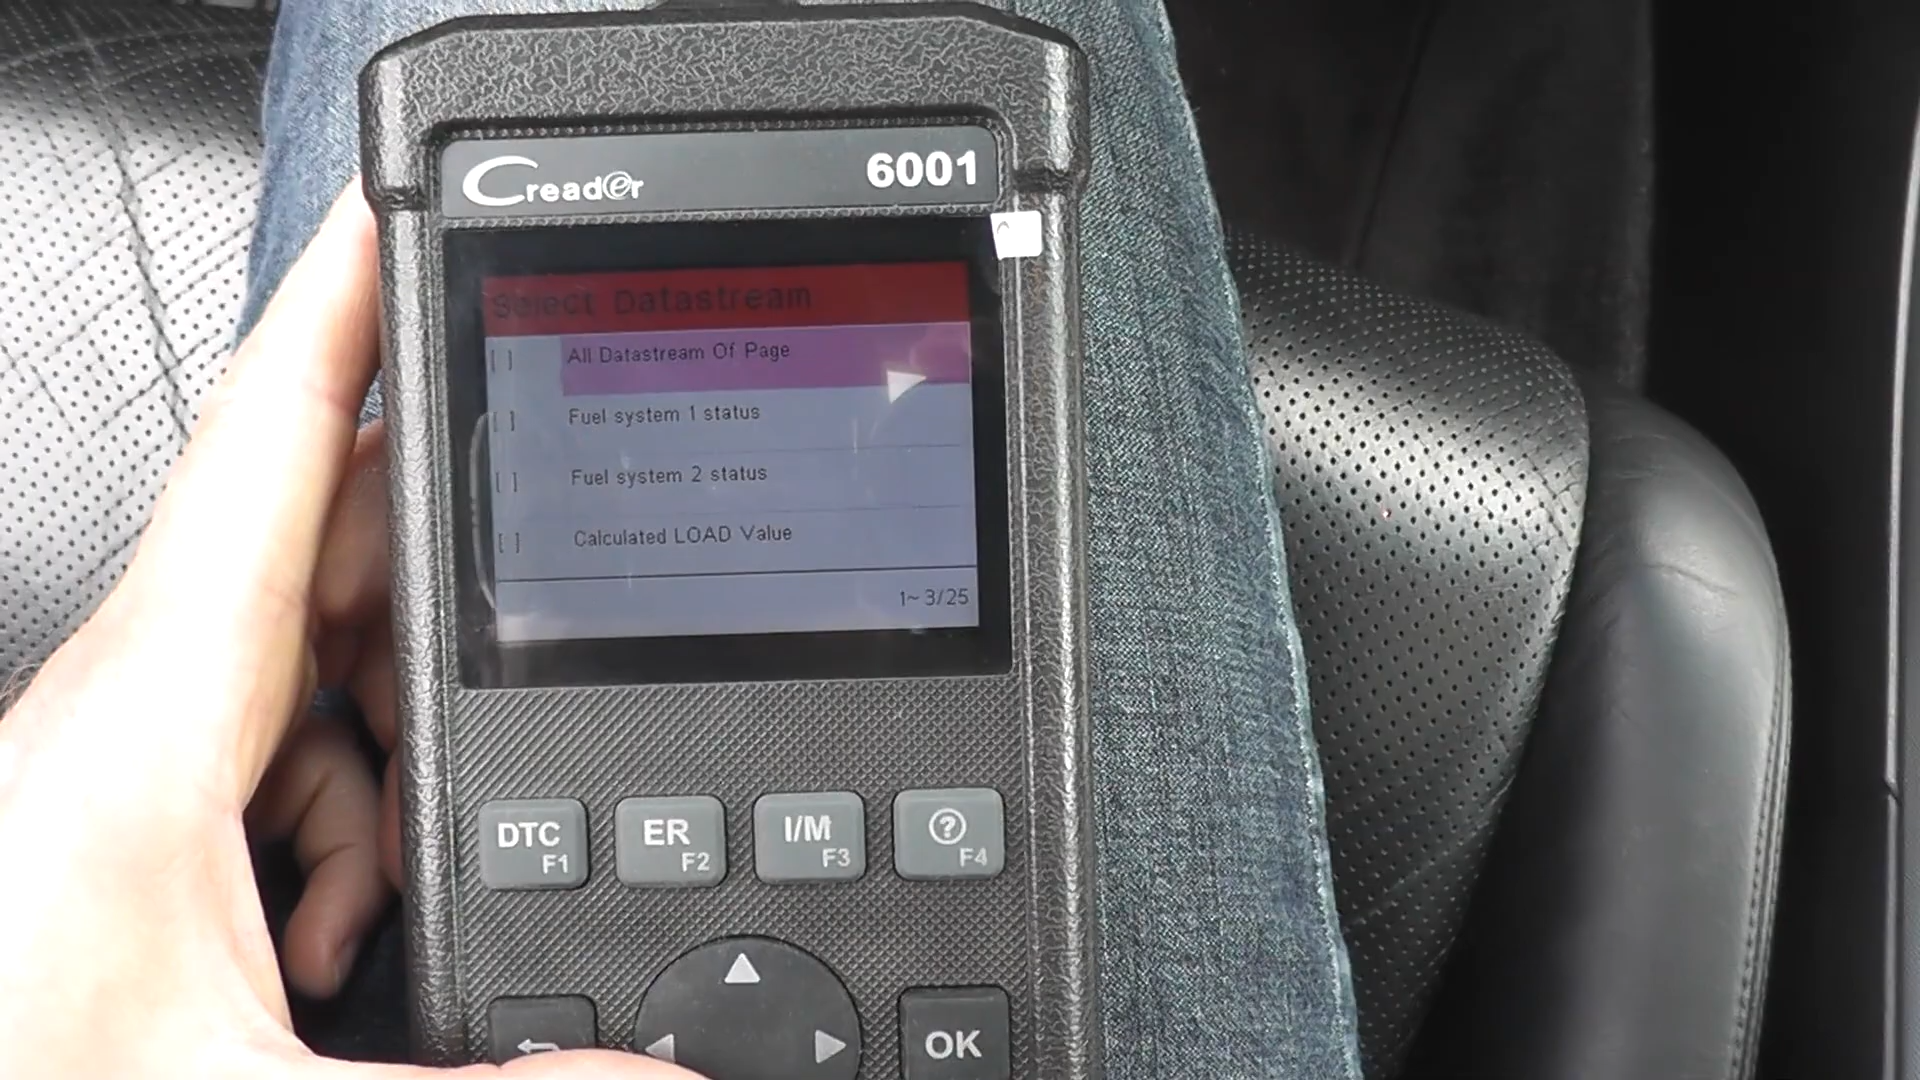 Creader 6001
Select Datastream
[ ] All Datastream Of Page
[ ] Fuel system 1 status
[ ] Fuel system 2 status
[ ] Calculated LOAD Value
1~3/25
DTC F1
ER F2
I/M F3
? F4
OK